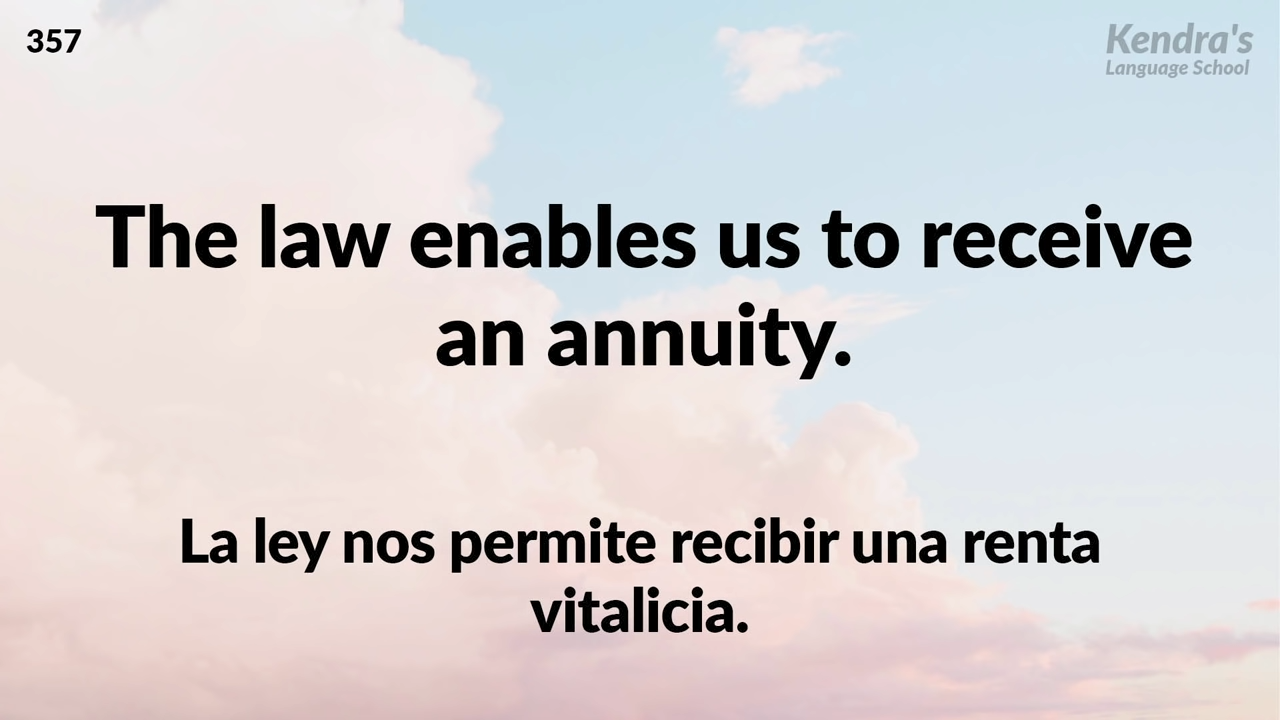 357
Kendra's
Language School
The law enables us to receive
an annuity.
La ley nos permite recibir una renta
vitalicia.